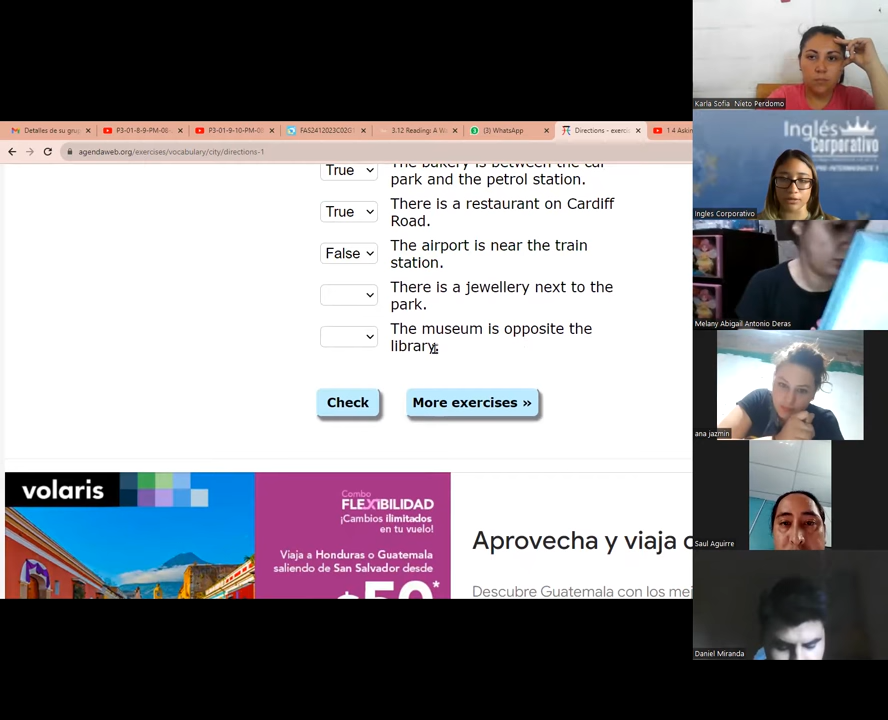 Detalles de su grup
P3-01-8-9-PM-08
P3-01-9-10-PM-0
FAS2412023C02G
3.12 Reading: A W
(3) WhatsApp
Directions - exerc
1 4 Askin
agendaweb.org/exercises/vocabulary/city/directions-1
True
The bakery is between the car
park and the petrol station.
True
There is a restaurant on Cardiff
Road.
False
The airport is near the train
station.
There is a jewellery next to the
park.
The museum is opposite the
library.
Check
More exercises »
volaris
Combo
FLEXIBILIDAD
¡Cambios ilimitados
en tu vuelo!
Viaja a Honduras o Guatemala
saliendo de San Salvador desde
$50*
Aprovecha y viaja
Descubre Guatemala con los me
Karla Sofia Nieto Perdomo
Inglés
Corporativo
Ingles Corporativo
Melany Abigail Antonio Deras
ana jazmin
Saul Aguirre
Daniel Miranda